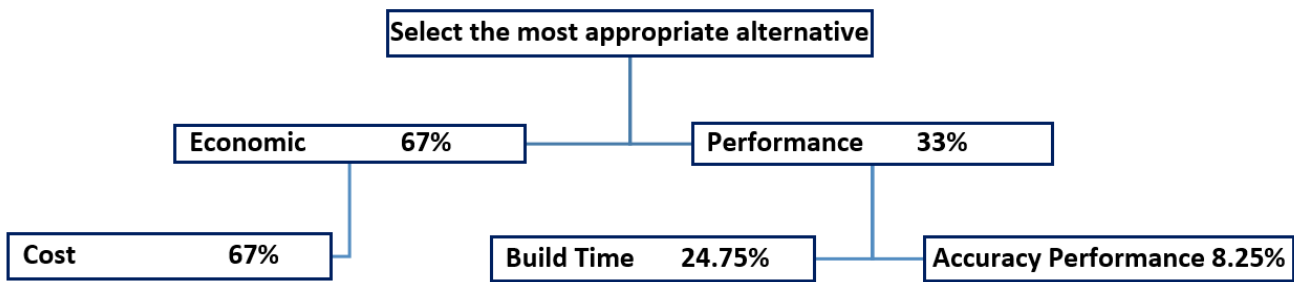 Select the most appropriate alternative
Economic 67%
Performance 33%
Cost 67%
Build Time 24.75%
Accuracy Performance 8.25%